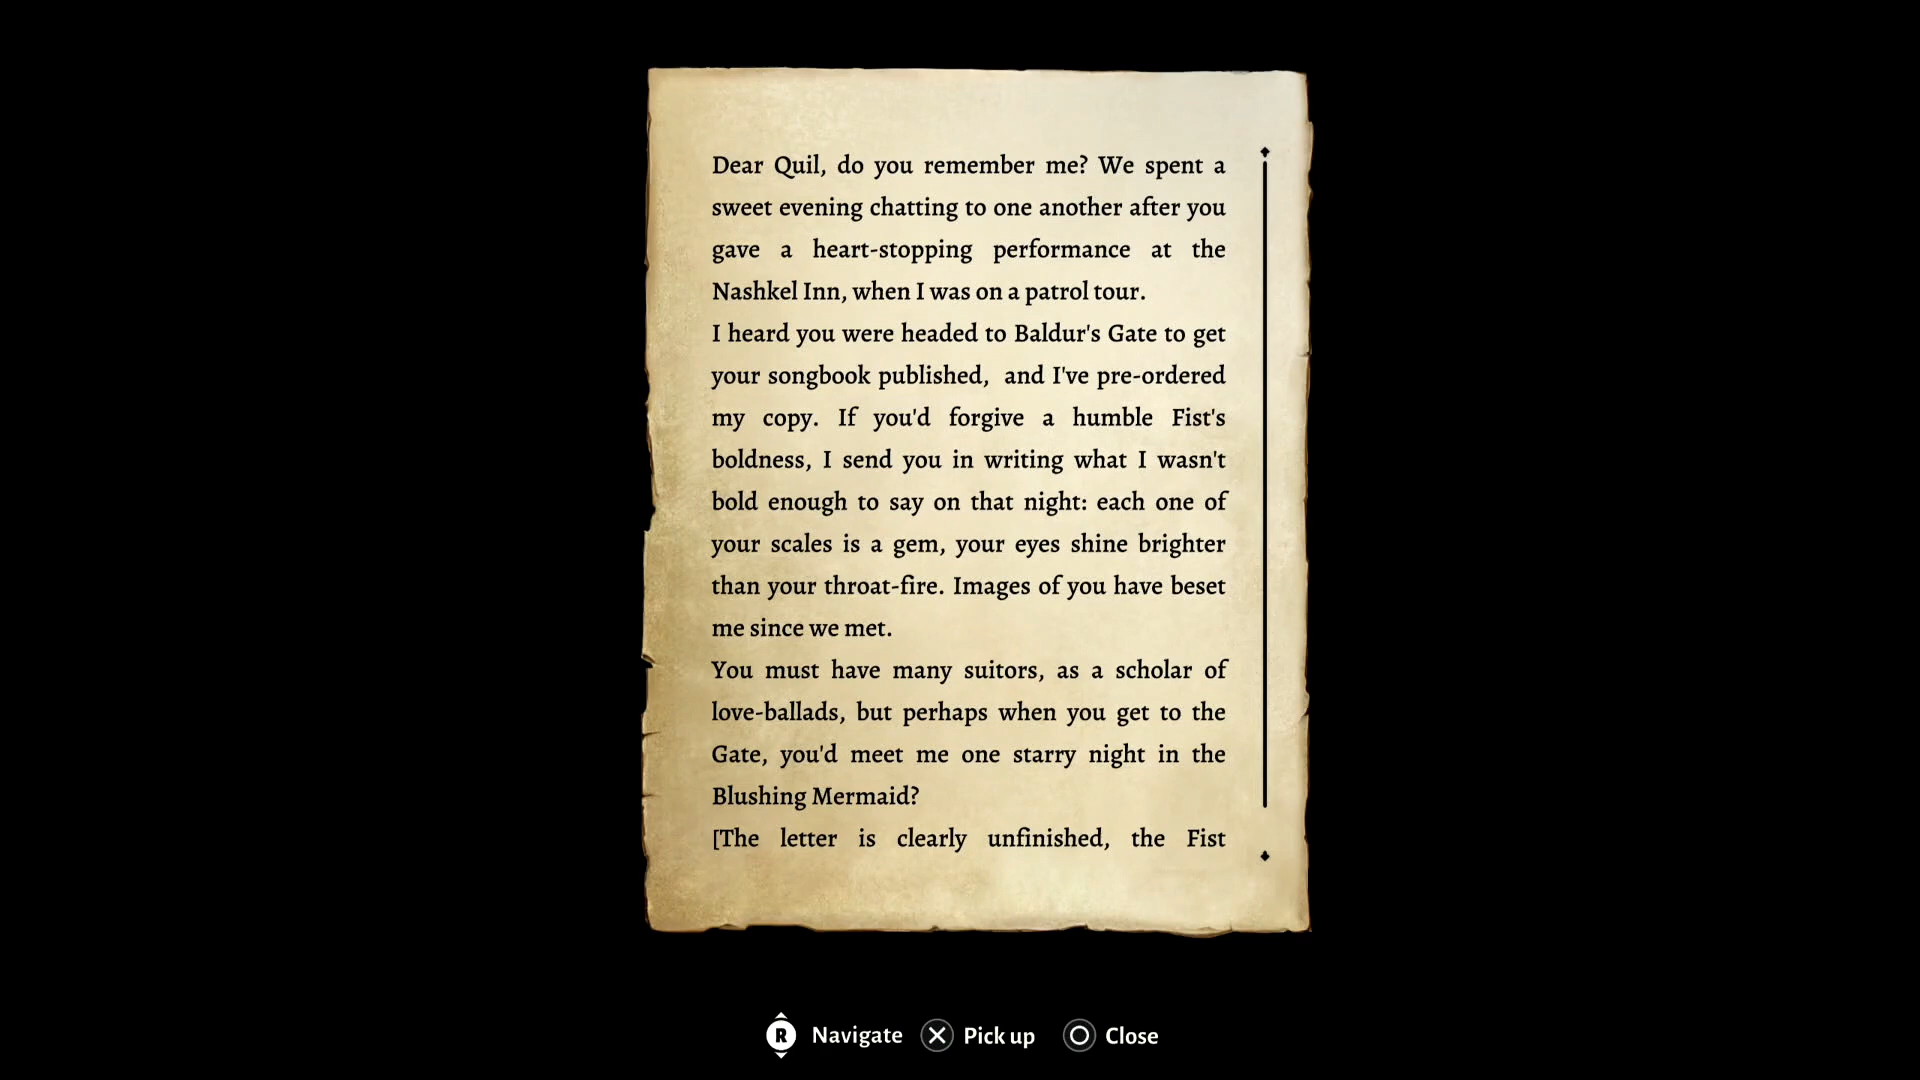 Dear Quil, do you remember me? We spent a
sweet evening chatting to one another after you
gave a heart-stopping performance at the
Nashkel Inn, when I was on a patrol tour.
I heard you were headed to Baldur's Gate to get
your songbook published,  and I've pre-ordered
my copy. If you'd forgive a humble Fist's
boldness, I send you in writing what I wasn't
bold enough to say on that night: each one of
your scales is a gem, your eyes shine brighter
than your throat-fire. Images of you have beset
me since we met.
You must have many suitors, as a scholar of
love-ballads, but perhaps when you get to the
Gate, you'd meet me one starry night in the
Blushing Mermaid?
[The letter is clearly unfinished, the Fist
R Navigate Pick up Close